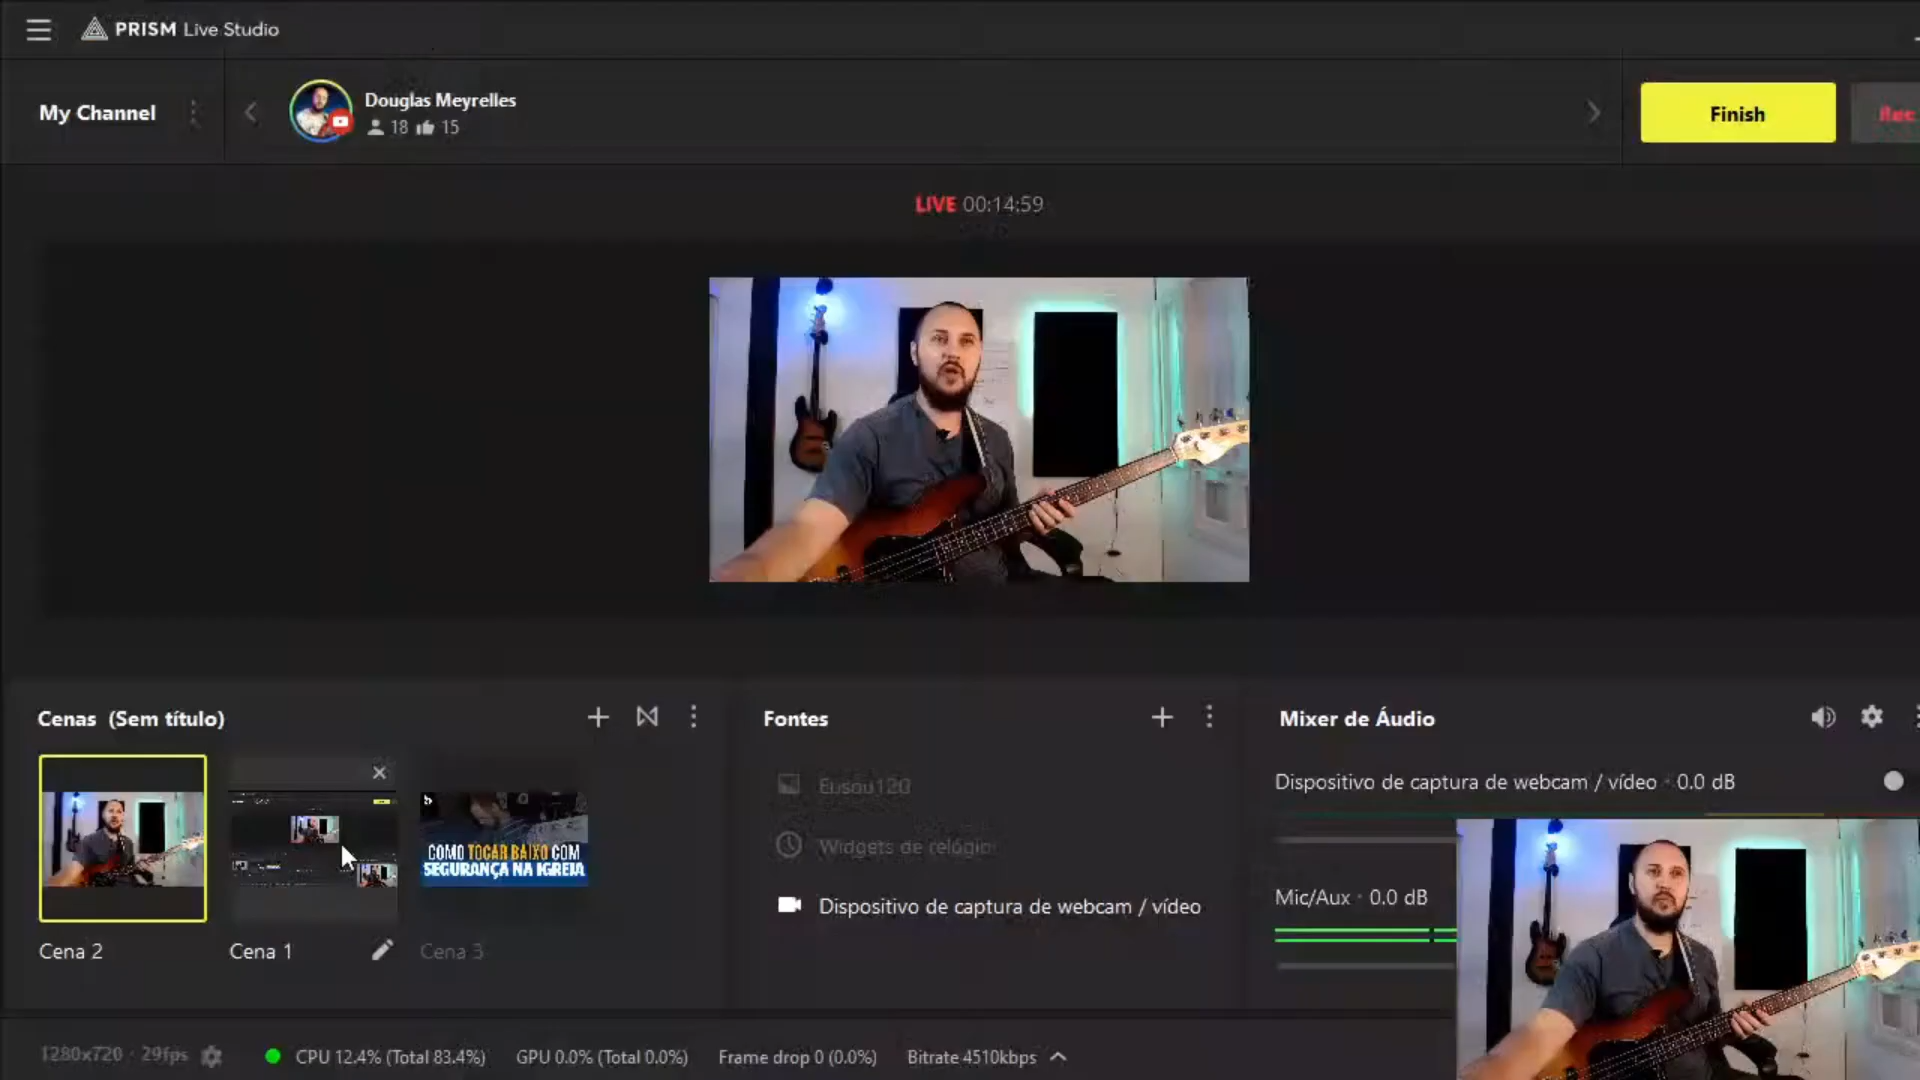 PRISM Live Studio
My Channel
Douglas Meyrelles
18 15
Finish
Rec
LIVE 00:14:59
Cenas (Sem título)
Fontes
Mixer de Áudio
Eusou120
Widgets de relógio
Dispositivo de captura de webcam / vídeo
Dispositivo de captura de webcam / vídeo · 0.0 dB
Mic/Aux · 0.0 dB
COMO TOCAR BAIXO COM
SEGURANÇA NA IGREJA
Cena 2
Cena 1
Cena 3
1280x720 · 29fps
CPU 12.4% (Total 83.4%)
GPU 0.0% (Total 0.0%)
Frame drop 0 (0.0%)
Bitrate 4510kbps